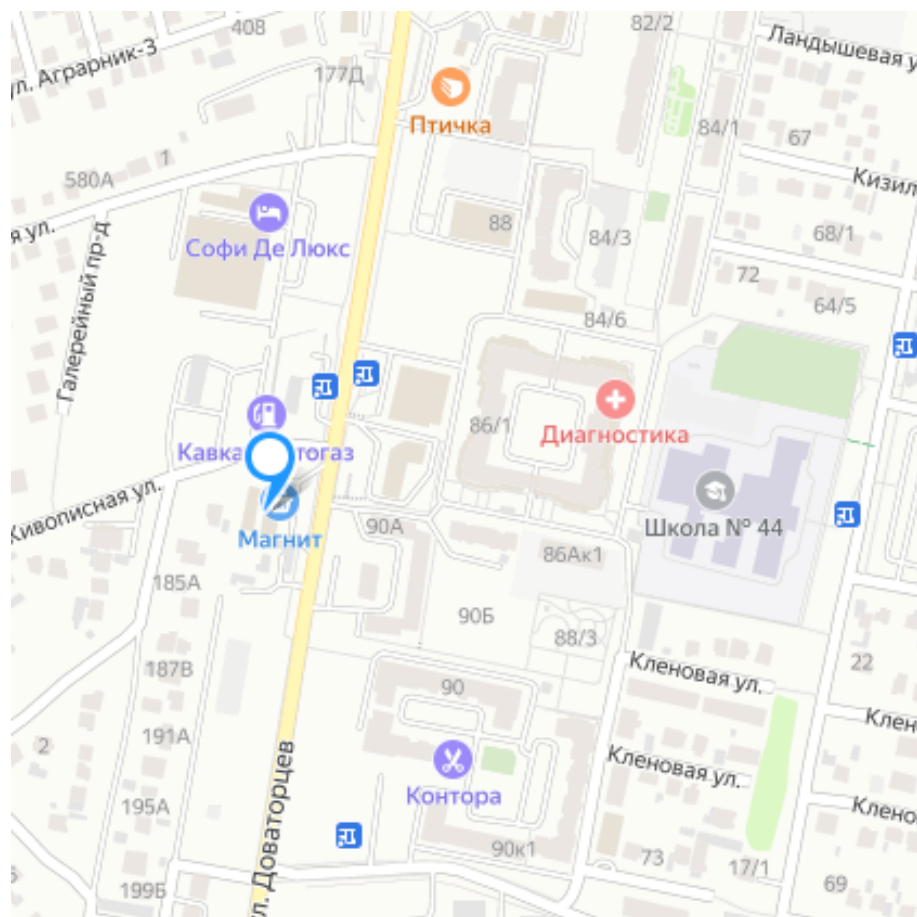 408
82/2
Ландышевая у
ул. Аграрник-3
177Д
Птичка
84/1
67
1
580А
Кизил
ая ул.
Софи Де Люкс
88
84/3
68/1
72
64/5
Галерейный пр-д
84/6
86/1
Диагностика
Кавка
тогаз
Живописная ул.
Магнит
90А
Школа № 44
86Ак1
185А
90Б
88/3
187В
90
Кленовая ул.
22
2
191А
Клен
Кленовая ул.
Контора
195А
Клено
ул. Доваторцев
90к1
73
17/1
199Б
69